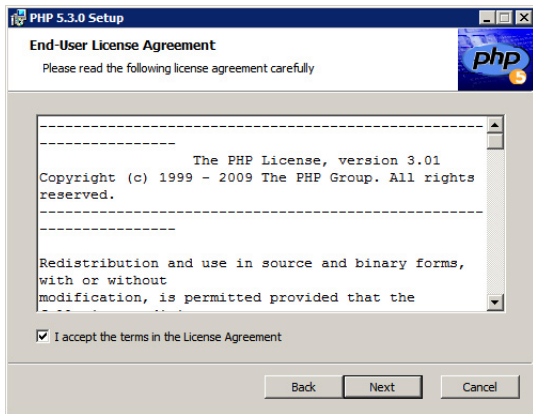 PHP 5.3.0 Setup
End-User License Agreement
Please read the following license agreement carefully
php
5
------------------------------------------------------
----------------
The PHP License, version 3.01
Copyright (c) 1999 - 2009 The PHP Group. All rights
reserved.
------------------------------------------------------
----------------
Redistribution and use in source and binary forms,
with or without
modification, is permitted provided that the
I accept the terms in the License Agreement
Back Next Cancel